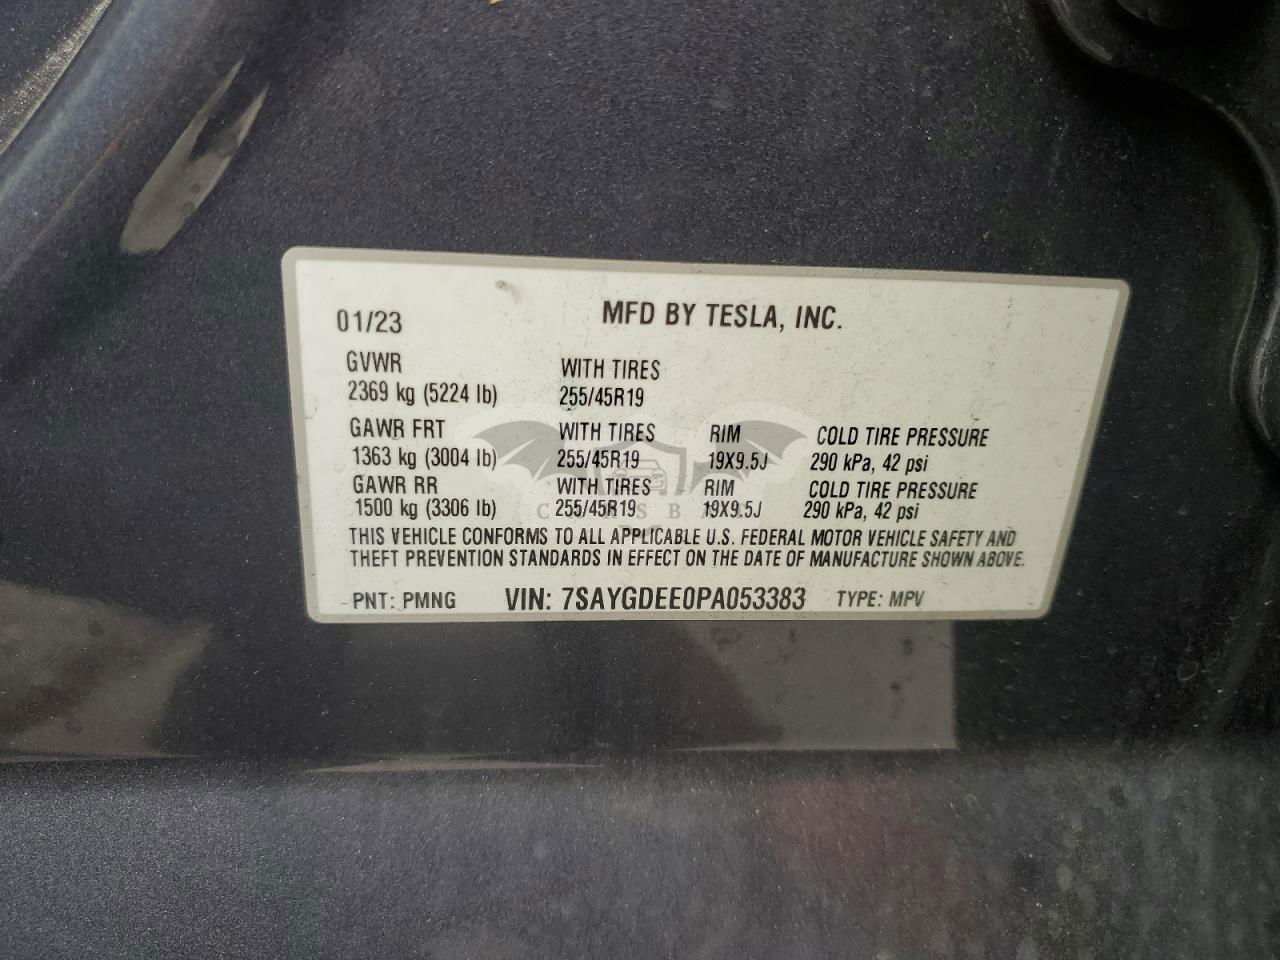 01/23 MFD BY TESLA, INC.
GVWR WITH TIRES
2369 kg (5224 lb) 255/45R19
GAWR FRT WITH TIRES RIM COLD TIRE PRESSURE
1363 kg (3004 lb) 255/45R19 19X9.5J 290 kPa, 42 psi
GAWR RR WITH TIRES RIM COLD TIRE PRESSURE
1500 kg (3306 lb) 255/45R19 19X9.5J 290 kPa, 42 psi
THIS VEHICLE CONFORMS TO ALL APPLICABLE U.S. FEDERAL MOTOR VEHICLE SAFETY AND
THEFT PREVENTION STANDARDS IN EFFECT ON THE DATE OF MANUFACTURE SHOWN ABOVE.
PNT: PMNG VIN: 7SAYGDEE0PA053383 TYPE: MPV